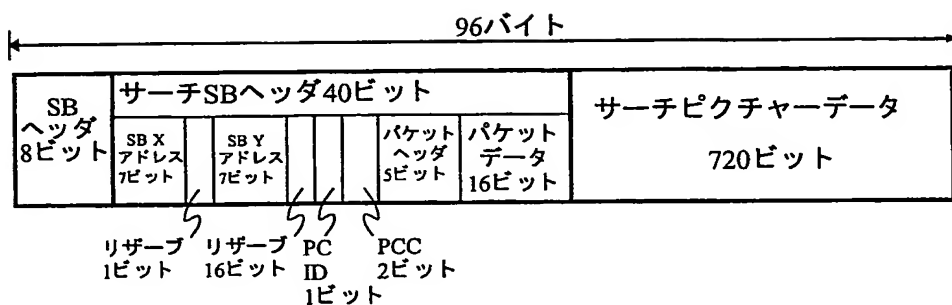 96バイト
SB
ヘッダ
8ビット
サーチSBヘッダ40ビット
SB X
アドレス
7ビット
SB Y
アドレス
7ビット
パケット
ヘッダ
5ビット
パケット
データ
16ビット
サーチピクチャーデータ
720ビット
リザーブ
1ビット
リザーブ
16ビット
PC
ID
1ビット
PCC
2ビット